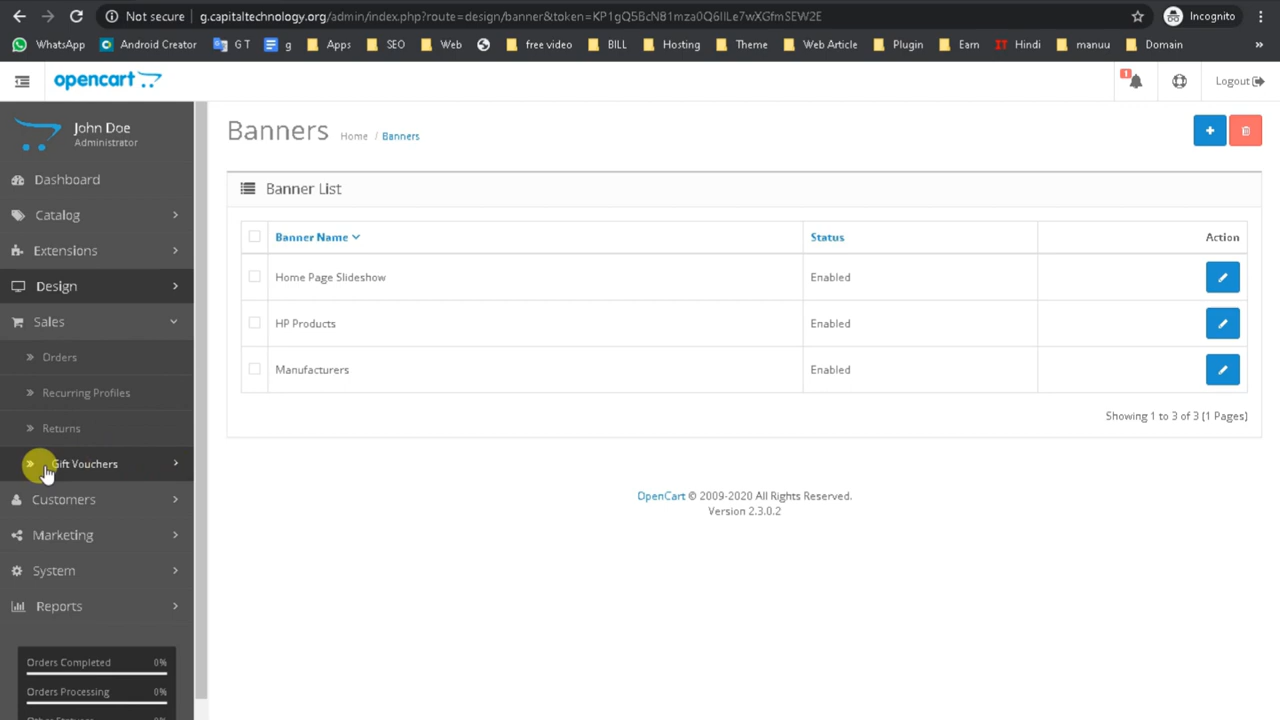 Not secure | g.capitaltechnology.org/admin/index.php?route=design/banner&token=
Incognito
WhatsApp
Android Creator
G T
g
Apps
SEO
Web
free video
BILL
Hosting
Theme
Web Article
Plugin
Earn
Hindi
manuu
Domain
»
opencart
1
Logout
John Doe
Administrator
Dashboard
Catalog
Extensions
Design
Sales
Orders
Recurring Profiles
Returns
Gift Vouchers
Customers
Marketing
System
Reports
Orders Completed 0%
Orders Processing 0%
Banners
Home / Banners
Banner List
Banner Name Status Action
Home Page Slideshow Enabled
HP Products Enabled
Manufacturers Enabled
Showing 1 to 3 of 3 (1 Pages)
OpenCart © 2009-2020 All Rights Reserved.
Version 2.3.0.2